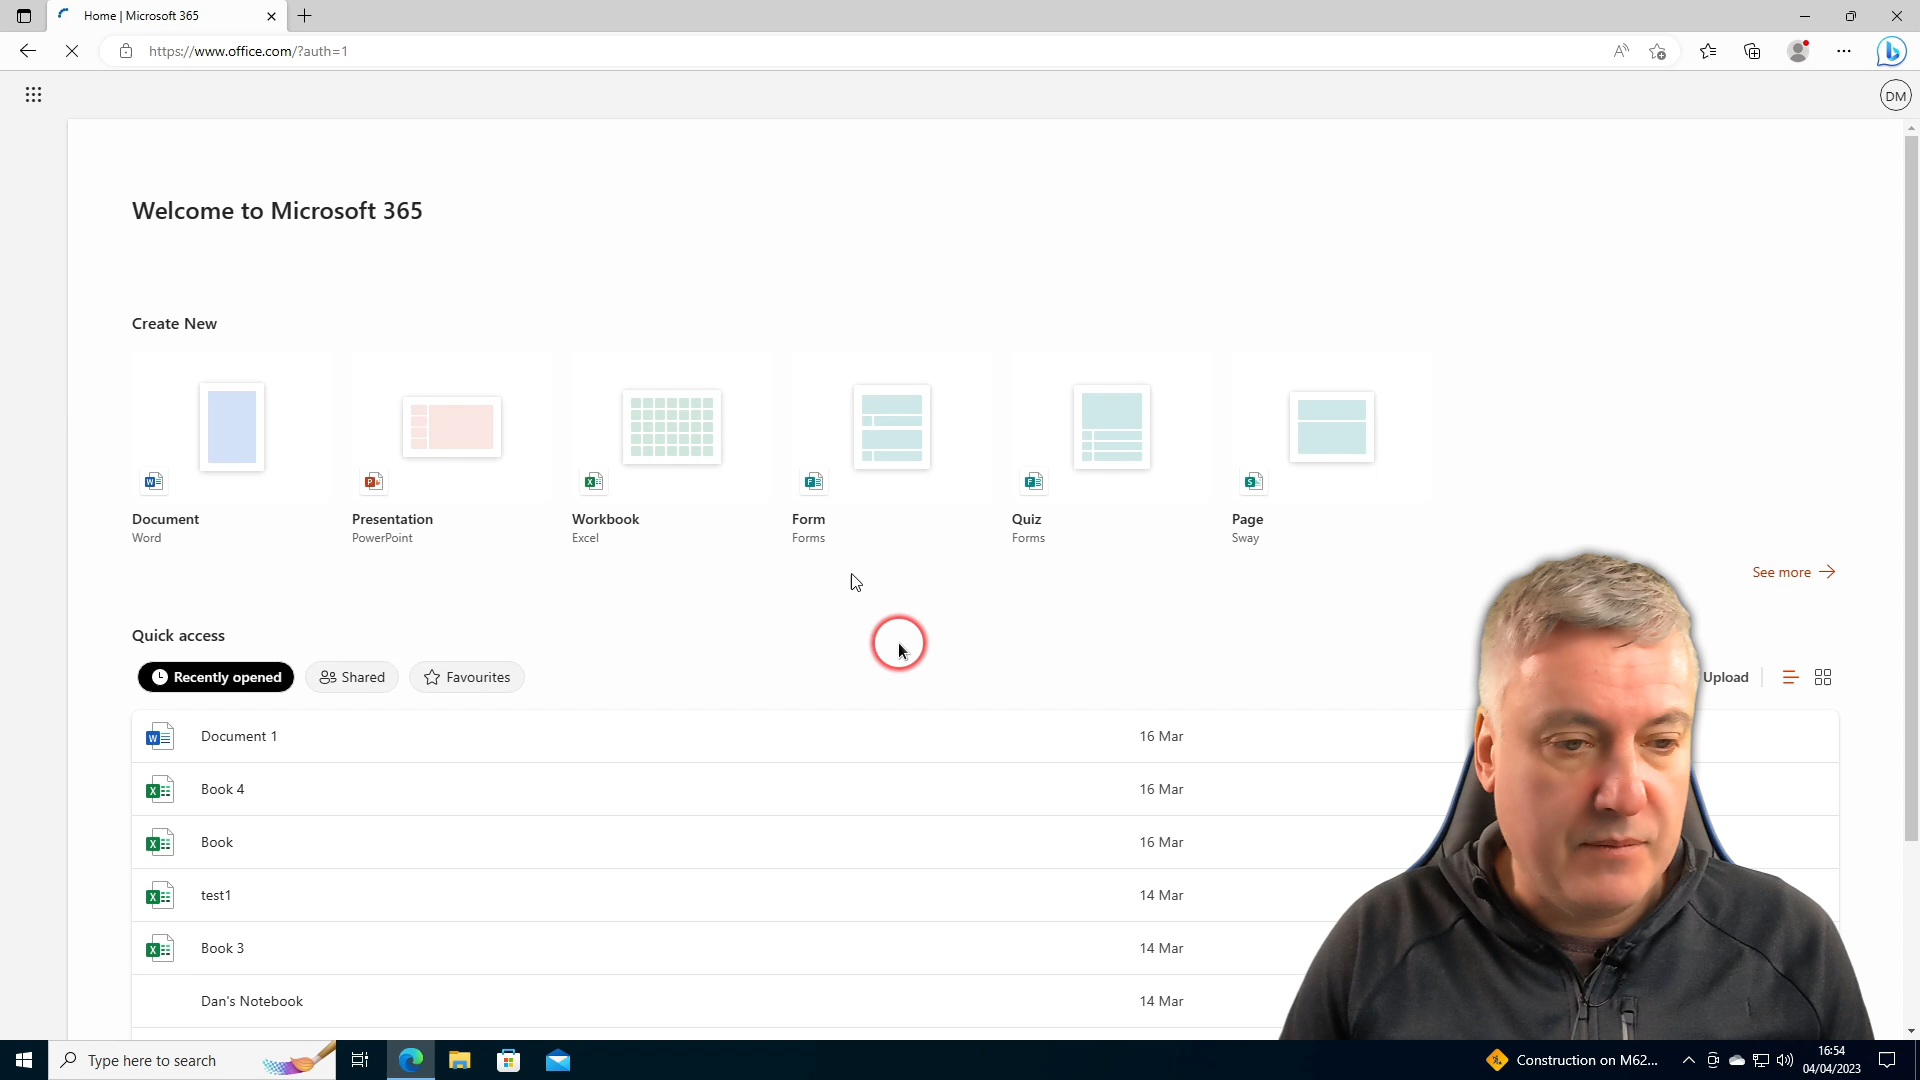 Home | Microsoft 365
https://www.office.com/?auth=1
DM
Welcome to Microsoft 365
Create New
Document
Word
Presentation
PowerPoint
Workbook
Excel
Form
Forms
Quiz
Forms
Page
Sway
See more
Quick access
Recently opened
Shared
Favourites
Upload
Document 1
16 Mar
Book 4
16 Mar
Book
16 Mar
test1
14 Mar
Book 3
14 Mar
Dan's Notebook
14 Mar
Type here to search
Construction on M62...
16:54
04/04/2023